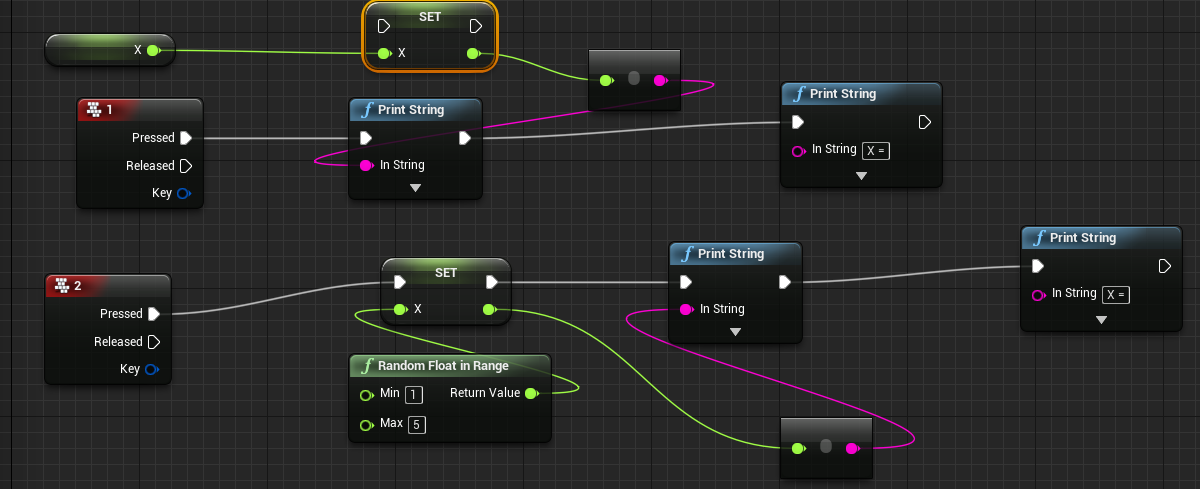 SET
X
X
1
Pressed
Released
Key
Print String
In String
Print String
In String X =
2
Pressed
Released
Key
SET
X
Random Float in Range
Min 1 Return Value
Max 5
Print String
In String
Print String
In String X =